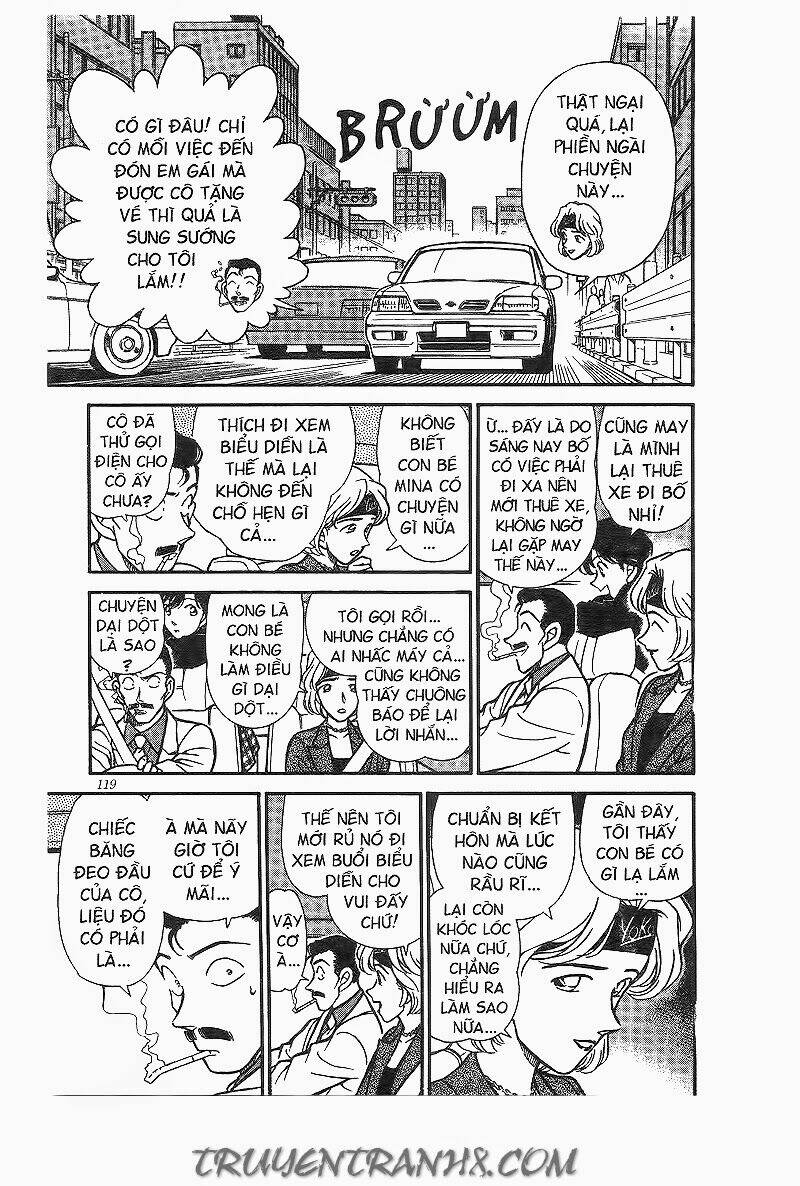 THẬT NGẠI
QUÁ, LẠI
PHIỀN NGÀI
CHUYỆN
NÀY...
BRỪỪM
CÓ GÌ ĐÂU! CHỈ
CÓ MỖI VIỆC ĐẾN
ĐÓN EM GÁI MÀ
ĐƯỢC CÔ TẶNG
VÉ THÌ QUẢ LÀ
SUNG SƯỚNG
CHO TÔI
LẮM!!
CŨNG MAY
LÀ MÌNH
LẠI THUÊ
XE ĐI BỐ
NHỈ!
Ừ... ĐẤY LÀ DO
SÁNG NAY BỐ
CÓ VIỆC PHẢI
ĐI XA NÊN
MỚI THUÊ XE,
KHÔNG NGỜ
LẠI GẶP MAY
THẾ NÀY...
KHÔNG
BIẾT
CON BÉ
MINA CÓ
CHUYỆN
GÌ NỮA
...
THÍCH ĐI XEM
BIỂU DIỄN LÀ
THẾ MÀ LẠI
KHÔNG ĐẾN
CHỖ HẸN GÌ
CẢ...
CÔ ĐÃ
THỬ GỌI
ĐIỆN CHO
CÔ ẤY
CHƯA?
TÔI GỌI RỒI...
NHƯNG CHẲNG CÓ
AI NHẤC MÁY CẢ...
CŨNG KHÔNG
THẤY CHUÔNG
BÁO ĐỂ LẠI
LỜI NHẮN...
MONG LÀ
CON BÉ
KHÔNG
LÀM ĐIỀU
GÌ DẠI
DỘT...
CHUYỆN
DẠI DỘT
LÀ SAO
?
119
GẦN ĐÂY,
TÔI THẤY
CON BÉ CÓ
GÌ LẠ LẮM
...
CHUẨN BỊ KẾT
HÔN MÀ LÚC
NÀO CŨNG
RẦU RĨ...
LẠI CÒN
KHÓC LÓC
NỮA CHỨ,
CHẲNG
HIỂU RA
LÀM SAO
NỮA...
YOKO
THẾ NÊN TÔI
MỚI RỦ NÓ ĐI
XEM BUỔI BIỂU
DIỄN CHO
VUI ĐẤY
CHỨ!
VẬY
CƠ
À...
À MÀ NÃY
GIỜ TÔI
CỨ ĐỂ Ý
MÃI...
CHIẾC
BĂNG
ĐEO ĐẦU
CỦA CÔ,
LIỆU ĐÓ
CÓ PHẢI
LÀ...
TRUYENTRANH8.COM